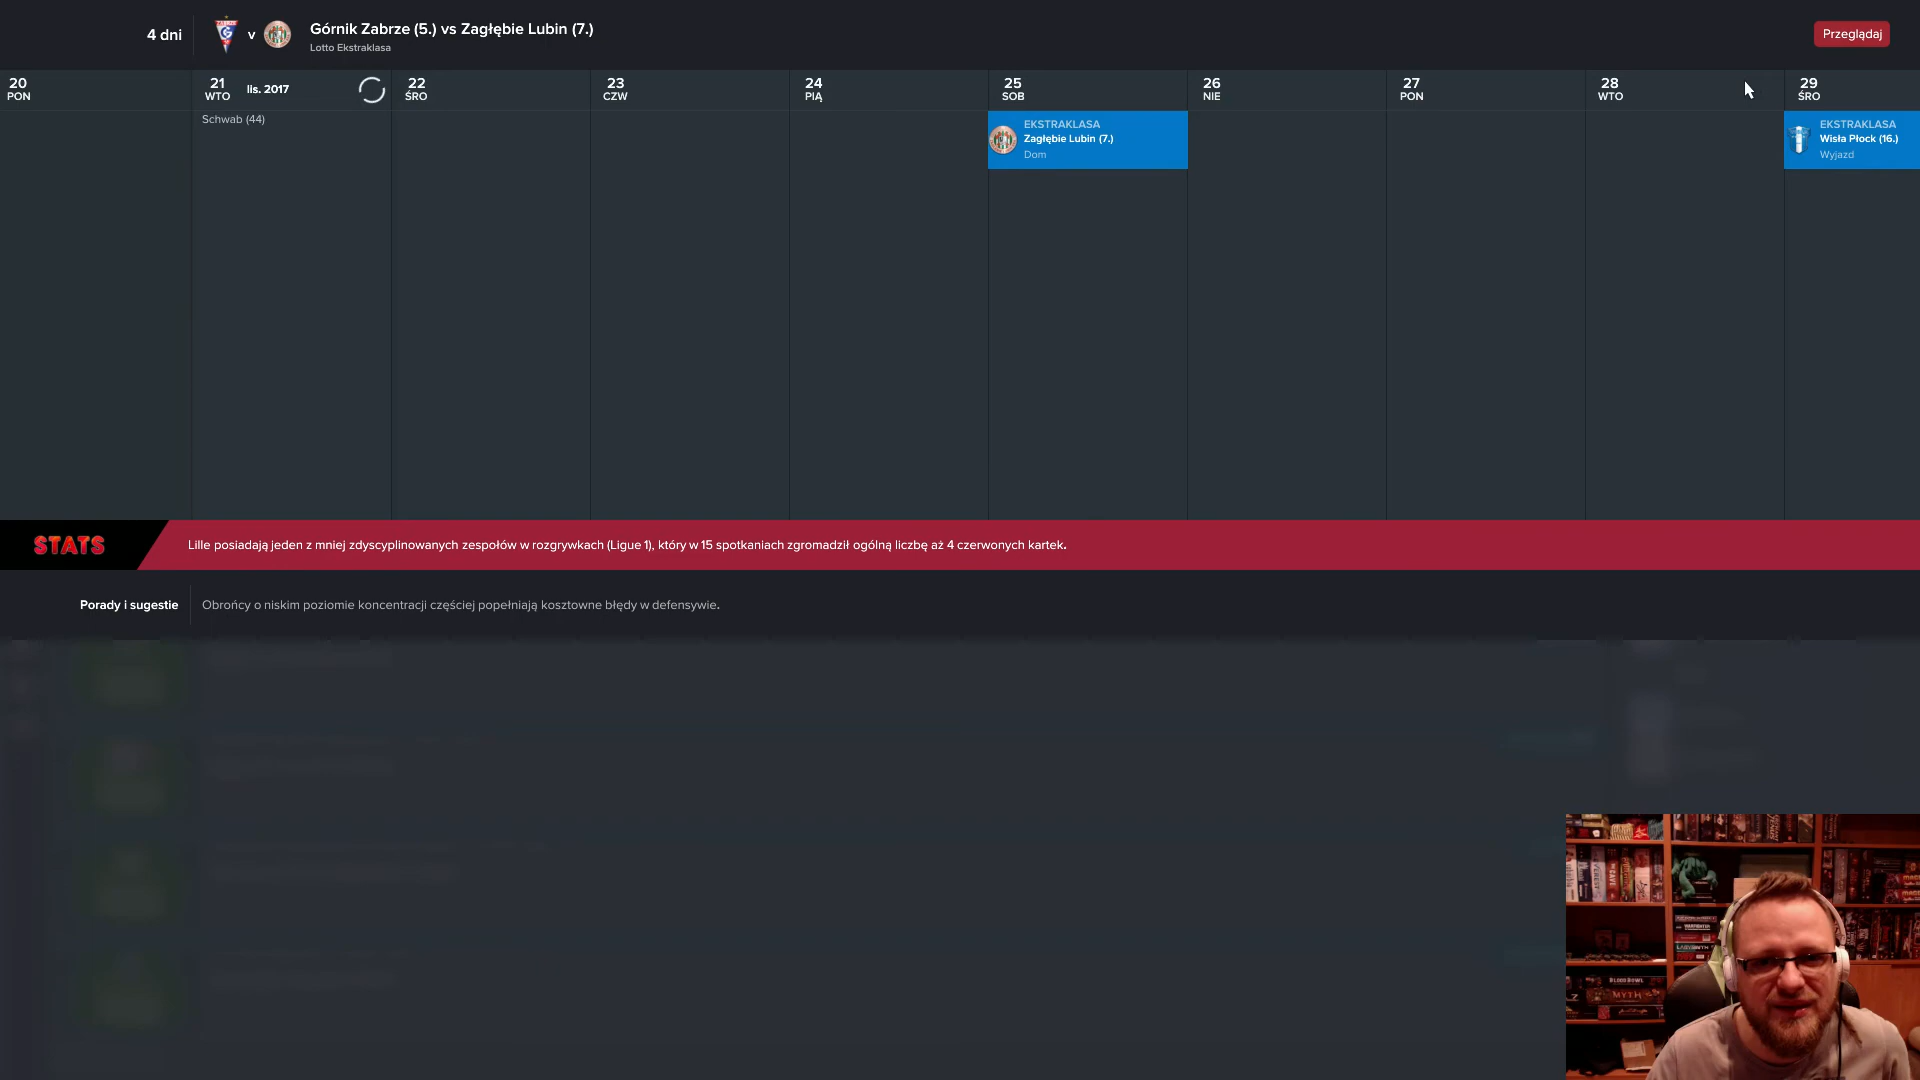 4 dni
v
Górnik Zabrze (5.) vs Zagłębie Lubin (7.)
Lotto Ekstraklasa
Przeglądaj
20 PON
21 WTO
lis. 2017
22 ŚRO
23 CZW
24 PIĄ
25 SOB
26 NIE
27 PON
28 WTO
29 ŚRO
Schwab (44)
EKSTRAKLASA
Zagłębie Lubin (7.)
Dom
EKSTRAKLASA
Wisła Płock (16.)
Wyjazd
STATS
Lille posiadają jeden z mniej zdyscyplinowanych zespołów w rozgrywkach (Ligue 1), który w 15 spotkaniach zgromadził ogólną liczbę aż 4 czerwonych kartek.
Porady i sugestie
Obrońcy o niskim poziomie koncentracji częściej popełniają kosztowne błędy w defensywie.
BLOOD BOWL
MYTH